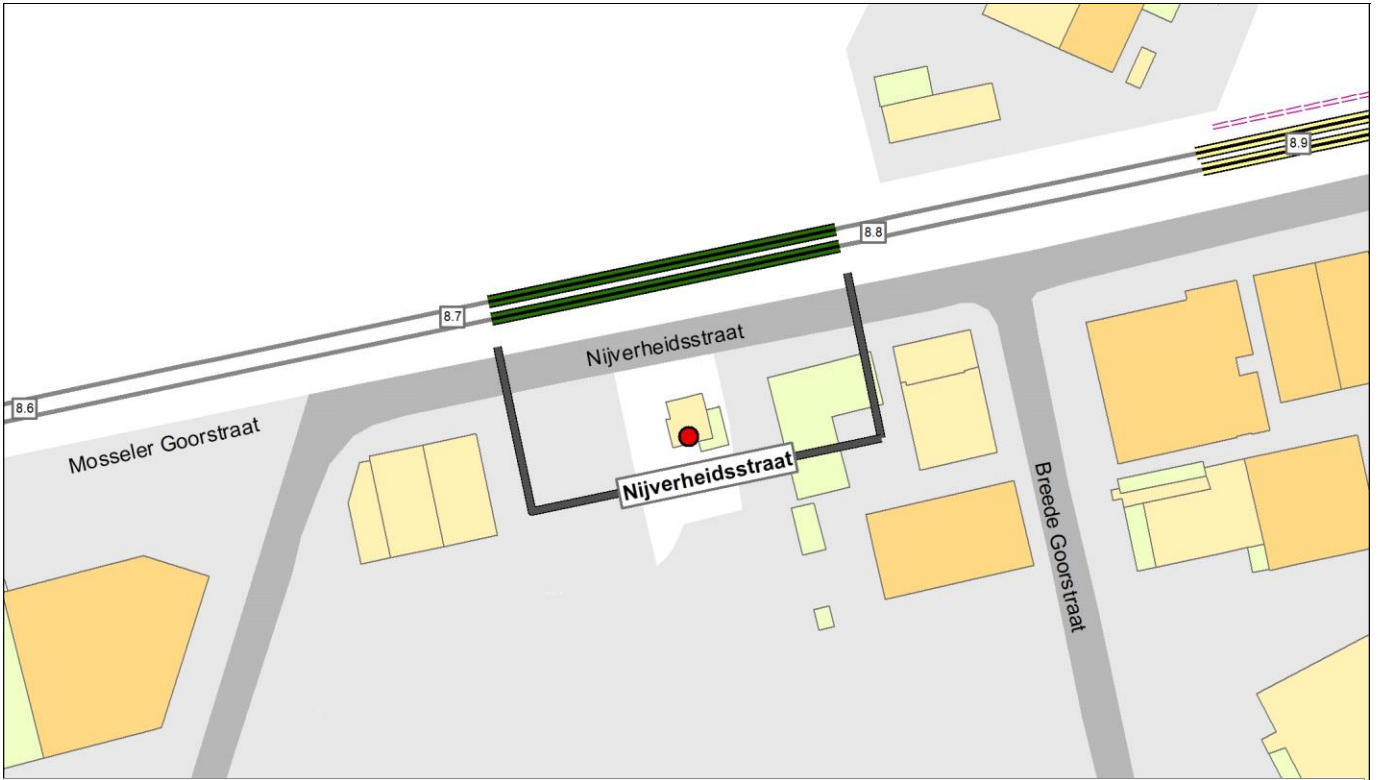 8.9
8.8
8.7
Nijverheidsstraat
8.6
Mosseler Goorstraat
Nijverheidsstraat
Breede Goorstraat